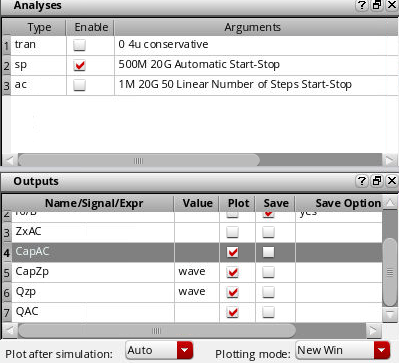 Analyses
Type Enable Arguments
1 tran 0 4u conservative
2 sp 500M 20G Automatic Start-Stop
3 ac 1M 20G 50 Linear Number of Steps Start-Stop
Outputs
Name/Signal/Expr Value Plot Save Save Option
2 yes
3 ZxAC
4 CapAC
5 CapZp wave
6 Qzp wave
7 QAC
Plot after simulation: Auto Plotting mode: New Win